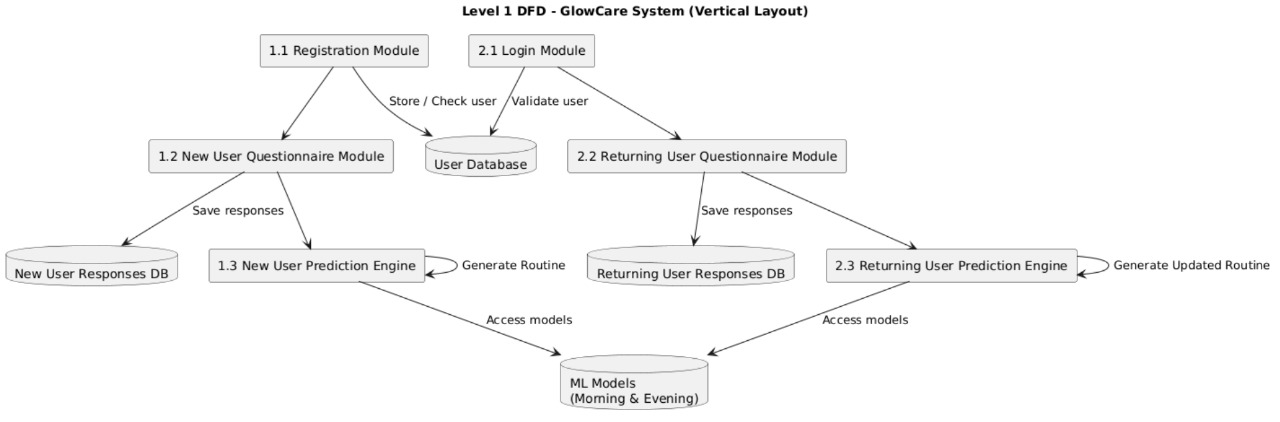 Level 1 DFD - GlowCare System (Vertical Layout)
1.1 Registration Module
2.1 Login Module
Store / Check user
Validate user
1.2 New User Questionnaire Module
User Database
2.2 Returning User Questionnaire Module
Save responses
Save responses
New User Responses DB
1.3 New User Prediction Engine
Generate Routine
Returning User Responses DB
2.3 Returning User Prediction Engine
Generate Updated Routine
Access models
Access models
ML Models
(Morning & Evening)